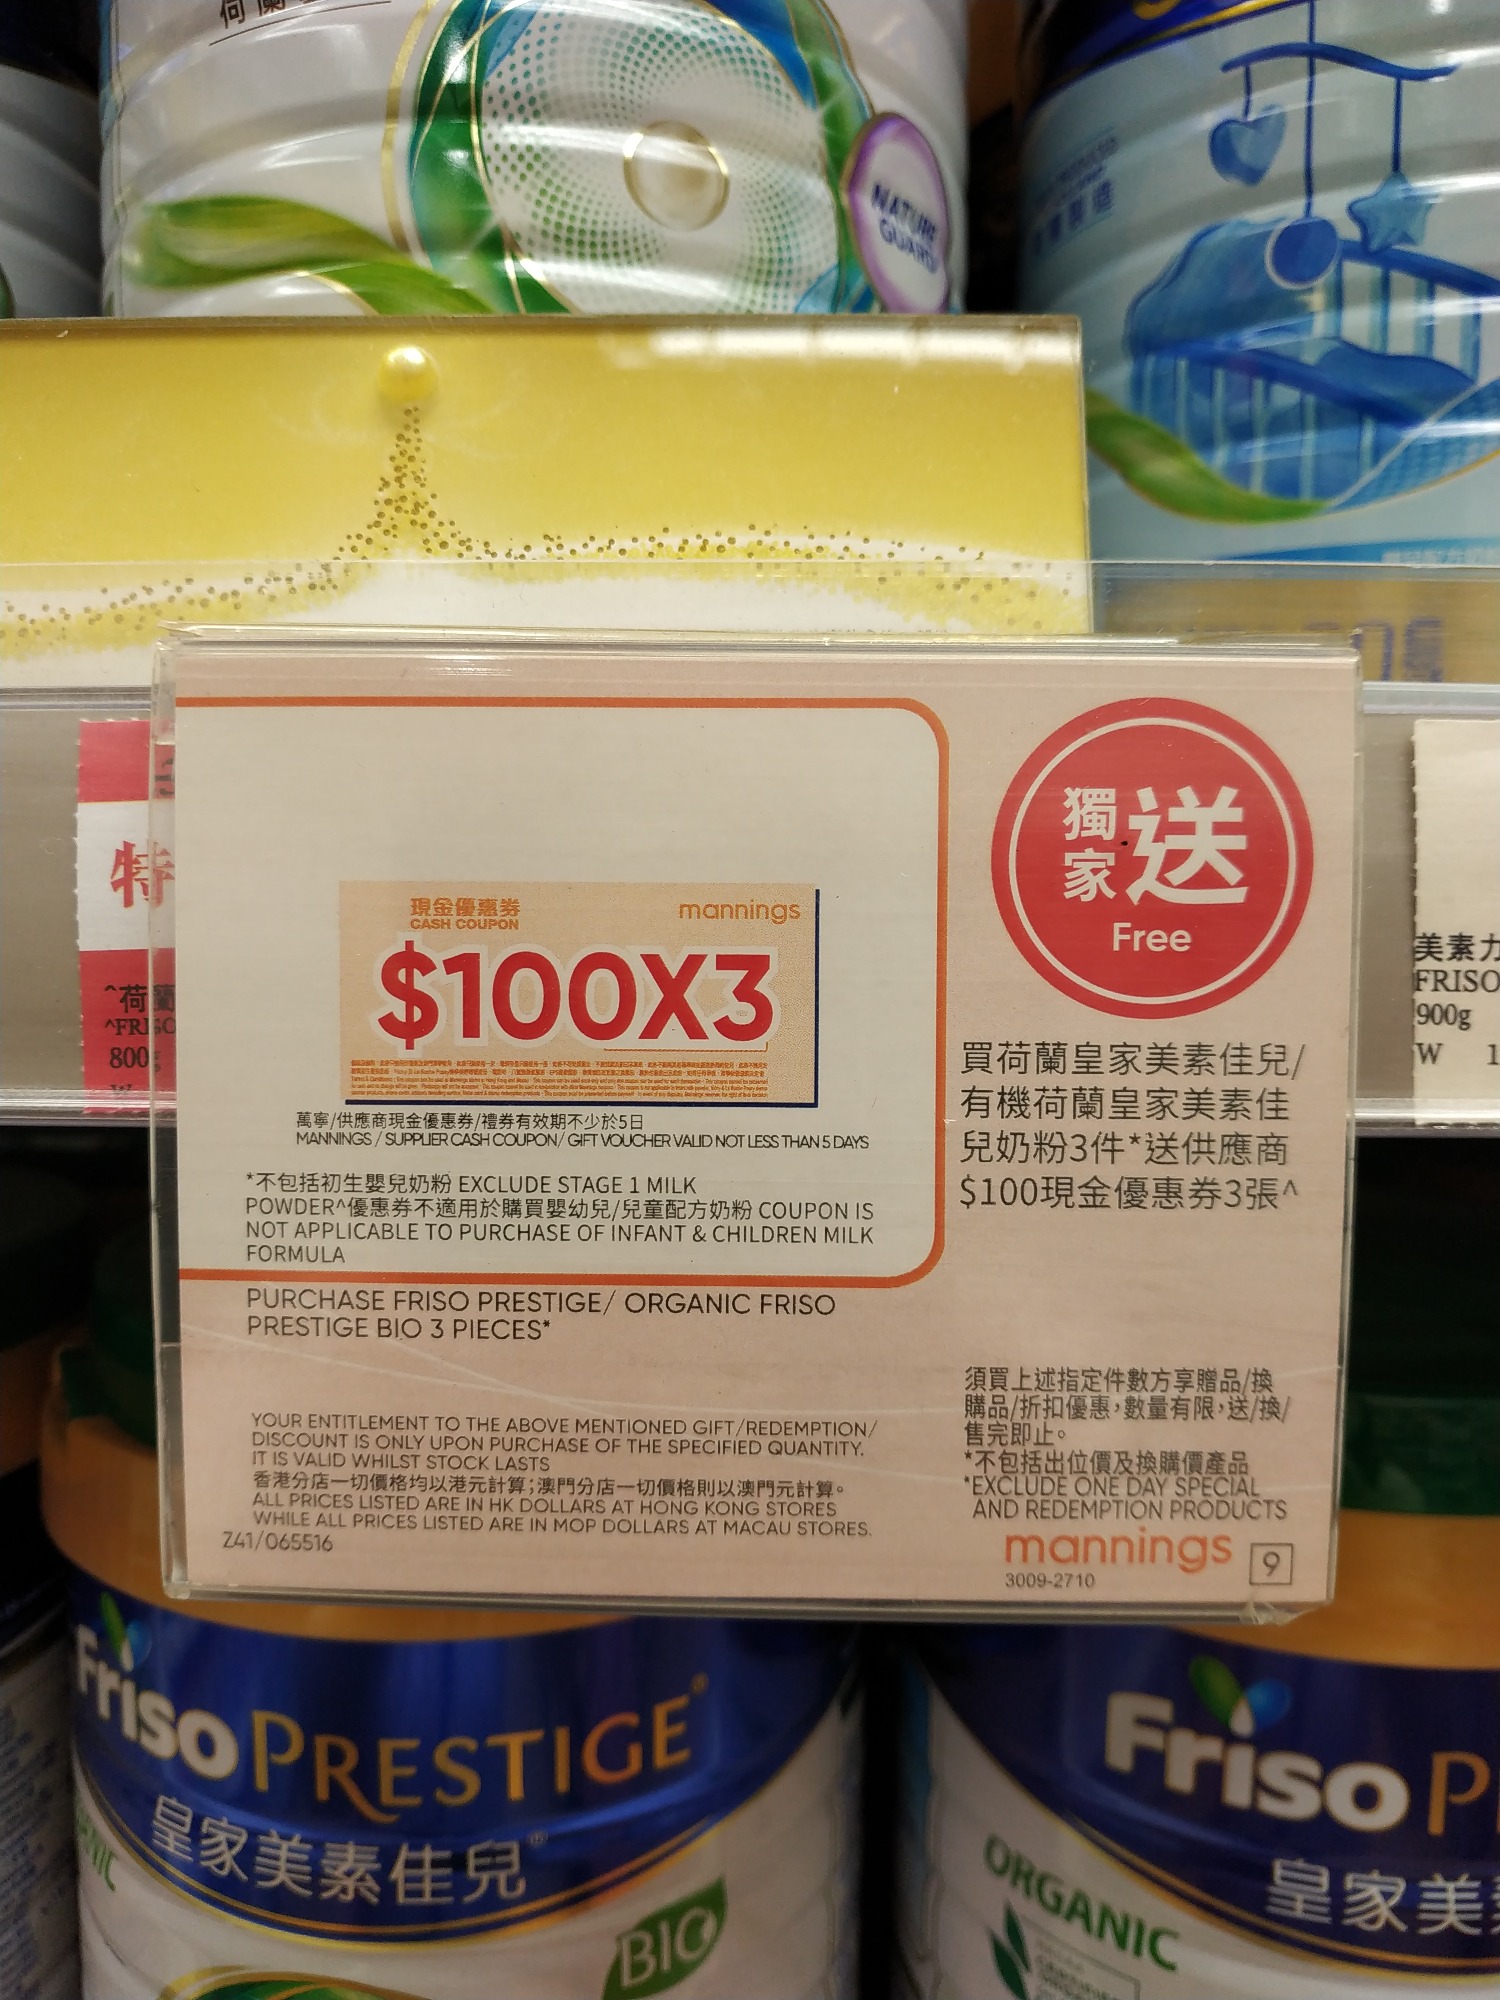 荷蘭
NATURE
GUARD
特
^荷蘭
^FRISO
800g
美素力
FRISO
900g
W 1
現金優惠券
CASH COUPON
mannings
$100X3
萬寧/供應商現金優惠券/禮券有效期不少於5日
MANNINGS / SUPPLIER CASH COUPON/ GIFT VOUCHER VALID NOT LESS THAN 5 DAYS
*不包括初生嬰兒奶粉 EXCLUDE STAGE 1 MILK
POWDER^優惠券不適用於購買嬰幼兒/兒童配方奶粉 COUPON IS
NOT APPLICABLE TO PURCHASE OF INFANT & CHILDREN MILK
FORMULA
PURCHASE FRISO PRESTIGE/ ORGANIC FRISO
PRESTIGE BIO 3 PIECES*
獨家送
Free
買荷蘭皇家美素佳兒/
有機荷蘭皇家美素佳
兒奶粉3件*送供應商
$100現金優惠券3張^
YOUR ENTITLEMENT TO THE ABOVE MENTIONED GIFT/REDEMPTION/
DISCOUNT IS ONLY UPON PURCHASE OF THE SPECIFIED QUANTITY.
IT IS VALID WHILST STOCK LASTS
香港分店一切價格均以港元計算;澳門分店一切價格則以澳門元計算。
ALL PRICES LISTED ARE IN HK DOLLARS AT HONG KONG STORES
WHILE ALL PRICES LISTED ARE IN MOP DOLLARS AT MACAU STORES.
Z41/065516
須買上述指定件數方享贈品/換
購品/折扣優惠,數量有限,送/換/
售完即止。
*不包括出位價及換購價產品
*EXCLUDE ONE DAY SPECIAL
AND REDEMPTION PRODUCTS
mannings 9
3009-2710
Friso PRESTIGE
皇家美素佳兒
BIO
Friso P
皇家美
ORGANIC